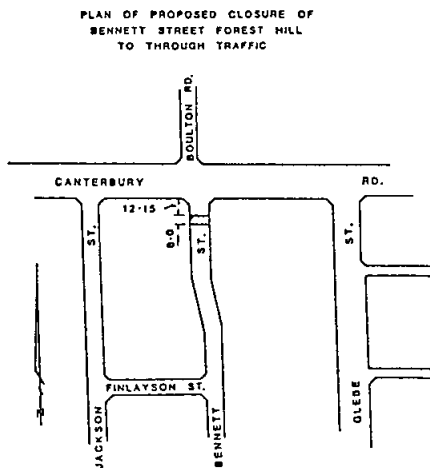 PLAN OF PROPOSED CLOSURE OF
BENNETT STREET FOREST HILL
TO THROUGH TRAFFIC
BOULTON RD.
CANTERBURY RD.
12-15
ST.
8-0
ST.
ST.
FINLAYSON ST.
JACKSON
BENNETT
GLEBE